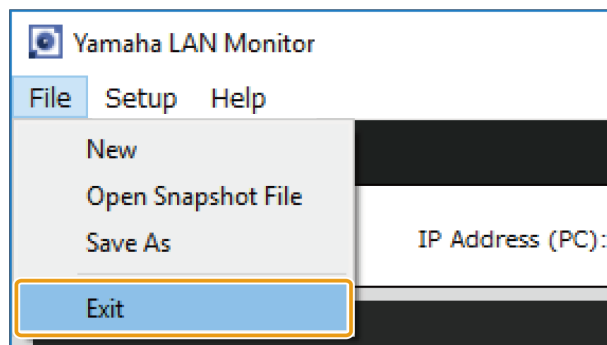 Yamaha LAN Monitor
File Setup Help
New
Open Snapshot File
Save As
IP Address (PC):
Exit